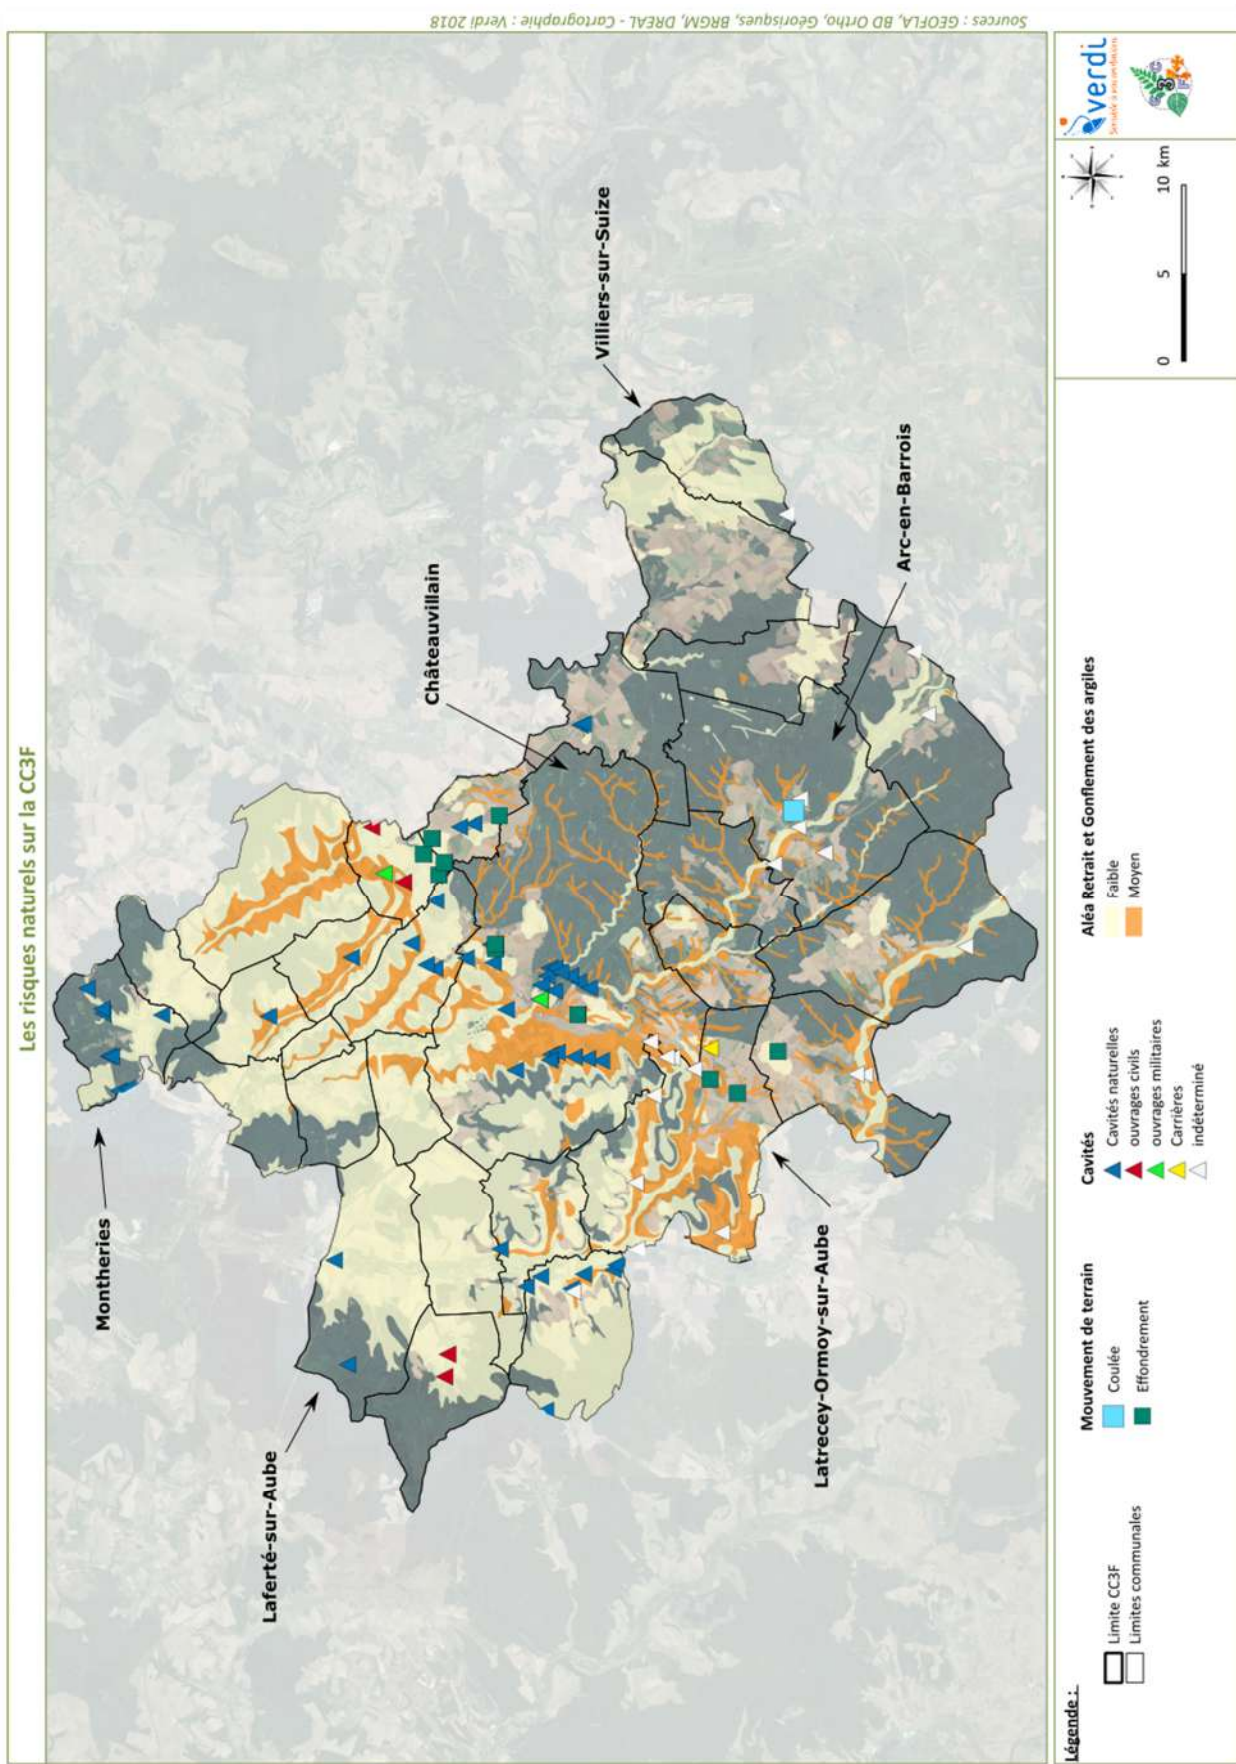 Les risques naturels sur la CC3F
Montheries
Laferté-sur-Aube
Châteauvillain
Villiers-sur-Suize
Arc-en-Barrois
Latrecey-Ormoy-sur-Aube
Sources : GEOFLA, BD Ortho, Géorisques, BRGM, DREAL - Cartographie : Verdi 2018
Légende :
Limite CC3F
Limites communales
Mouvement de terrain
Coulée
Effondrement
Cavités
Cavités naturelles
ouvrages civils
ouvrages militaires
Carrières
indéterminé
Aléa Retrait et Gonflement des argiles
Faible
Moyen
0 5 10 km
verdi
3